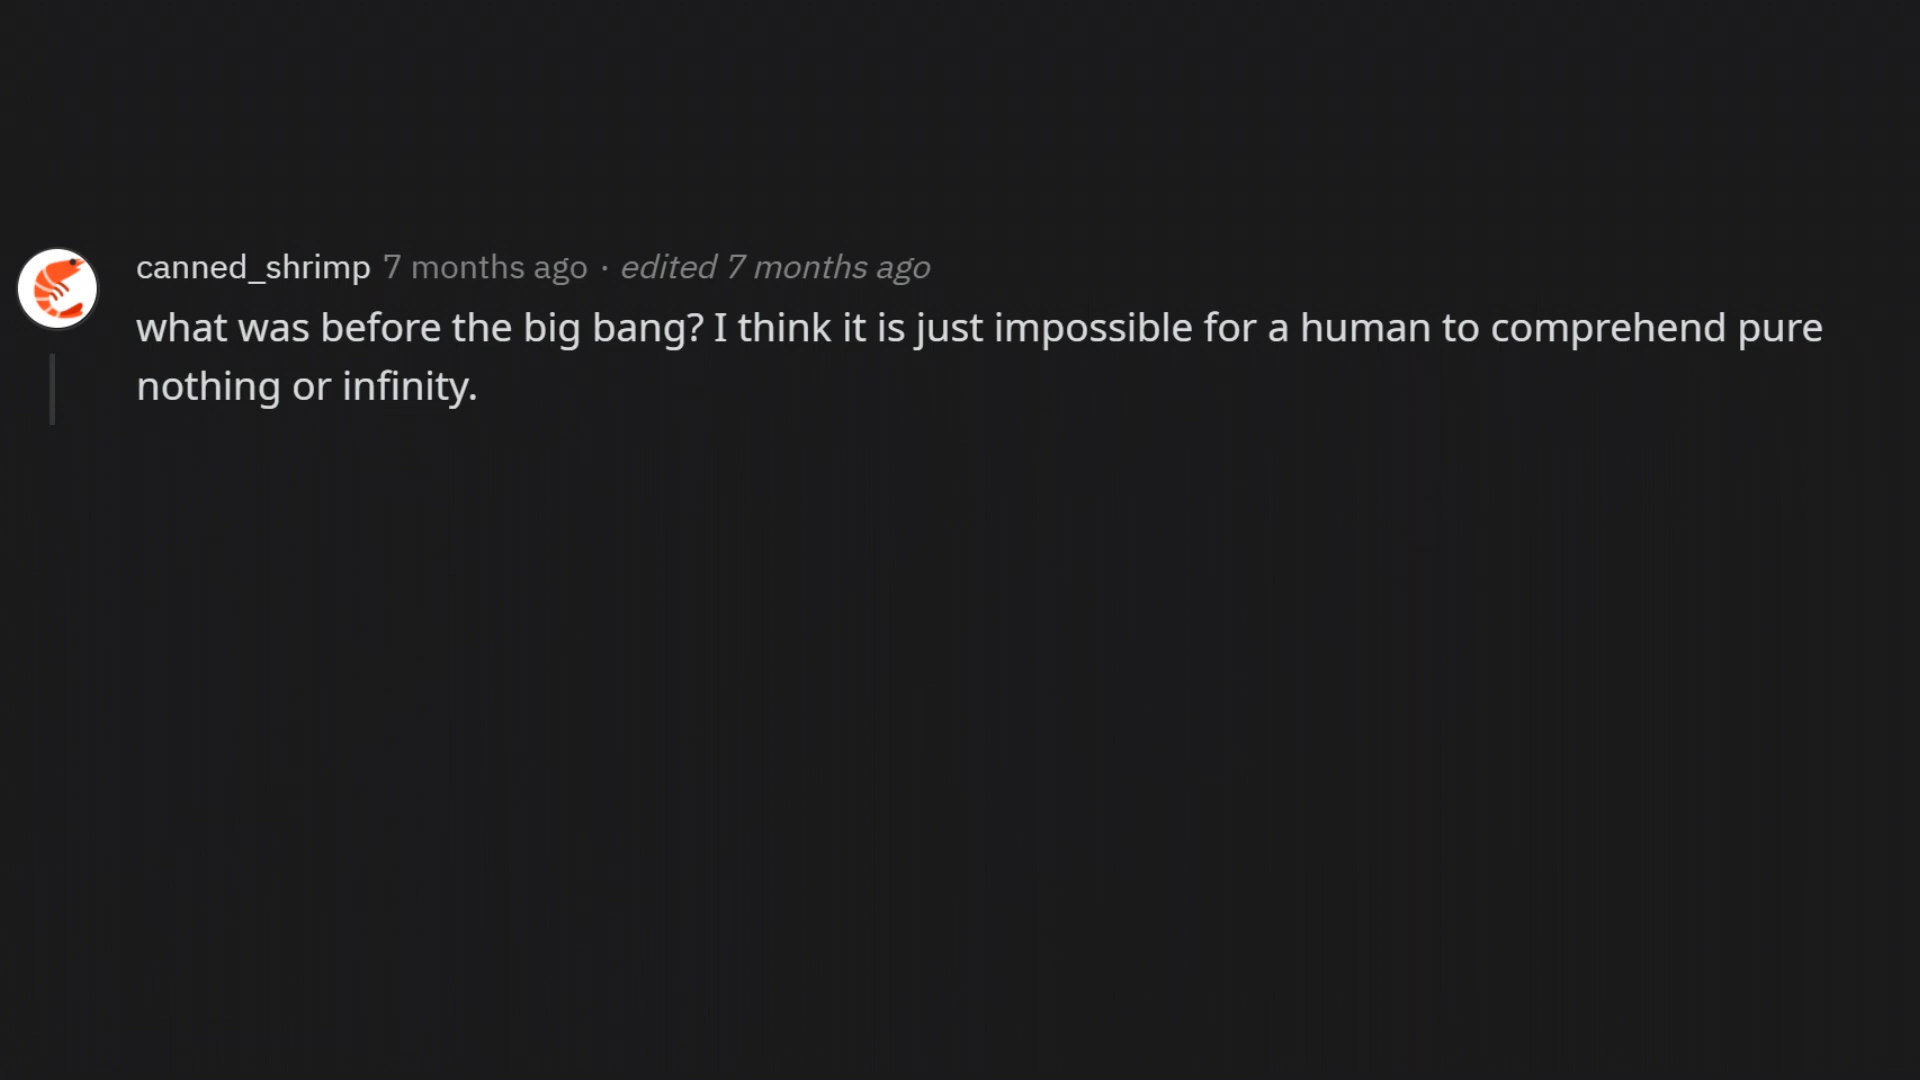 canned_shrimp 7 months ago · edited 7 months ago
what was before the big bang? I think it is just impossible for a human to comprehend pure
nothing or infinity.